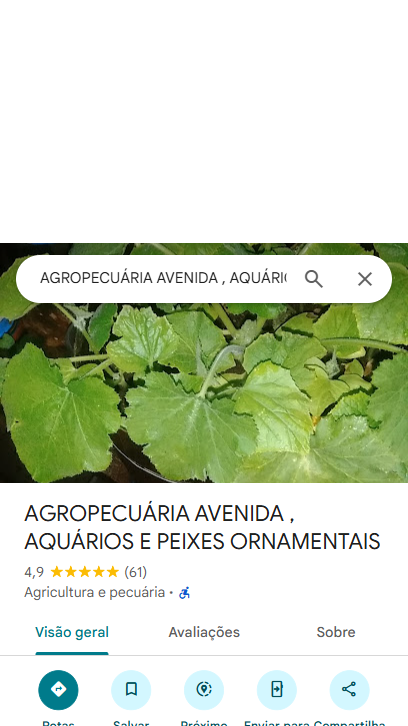 AGROPECUÁRIA AVENIDA , AQUÁRI
AGROPECUÁRIA AVENIDA ,
AQUÁRIOS E PEIXES ORNAMENTAIS
4,9 (61)
Agricultura e pecuária ·
Visão geral Avaliações Sobre
Rotas Salvar Próximo Enviar para Compartilha